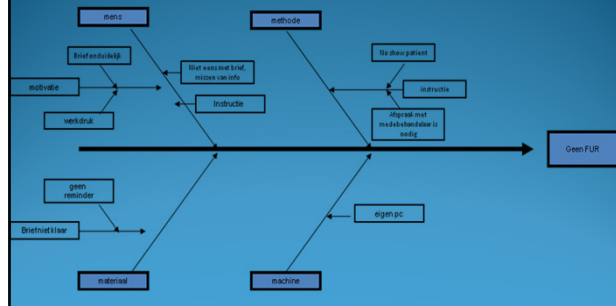 mens
methode
Brief onduidelijk
No show patient
Niet eens met brief,
missen van info
motivatie
instructie
Instructie
werkdruk
Afspraak met
medebehandelaar is
nodig
Geen FUR
geen
reminder
eigen pc
Brief niet klaar
materiaal
machine